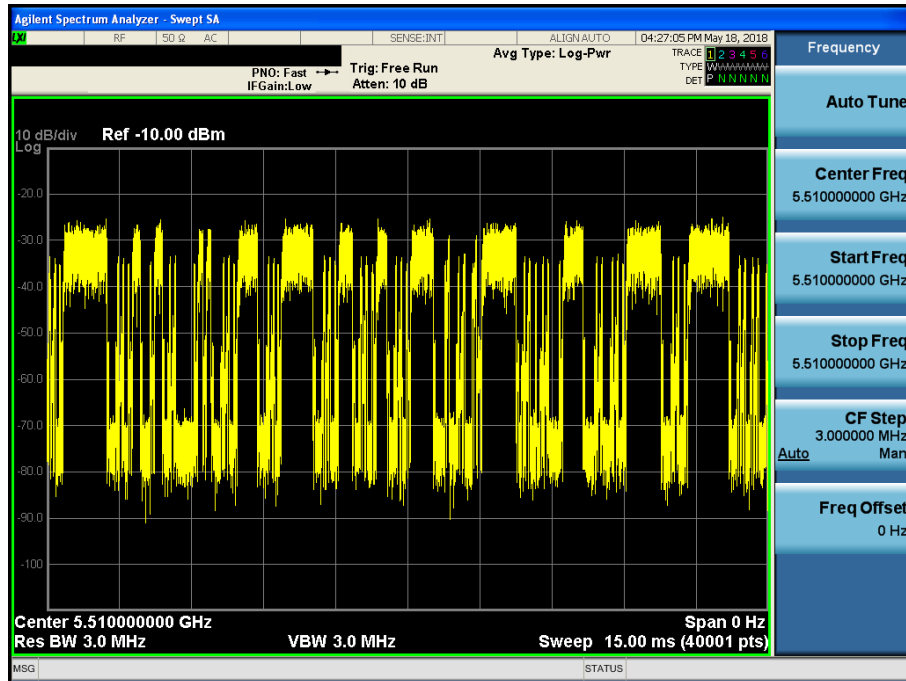 Agilent Spectrum Analyzer - Swept SA
LXI RF 50 Ω AC SENSE:INT ALIGN AUTO 04:27:05 PM May 18, 2018
Frequency
Avg Type: Log-Pwr
TRACE 1 2 3 4 5 6
PNO: Fast Trig: Free Run
TYPE WWWWWW
IFGain:Low Atten: 10 dB
DET P N N N N N
Auto Tune
10 dB/div Ref -10.00 dBm
Log
Center Freq
5.510000000 GHz
-20.0
-30.0
Start Freq
5.510000000 GHz
-40.0
-50.0
Stop Freq
5.510000000 GHz
-60.0
-70.0
CF Step
3.000000 MHz
Auto Man
-80.0
-90.0
Freq Offset
0 Hz
-100
Center 5.510000000 GHz Span 0 Hz
Res BW 3.0 MHz VBW 3.0 MHz Sweep 15.00 ms (40001 pts)
MSG STATUS